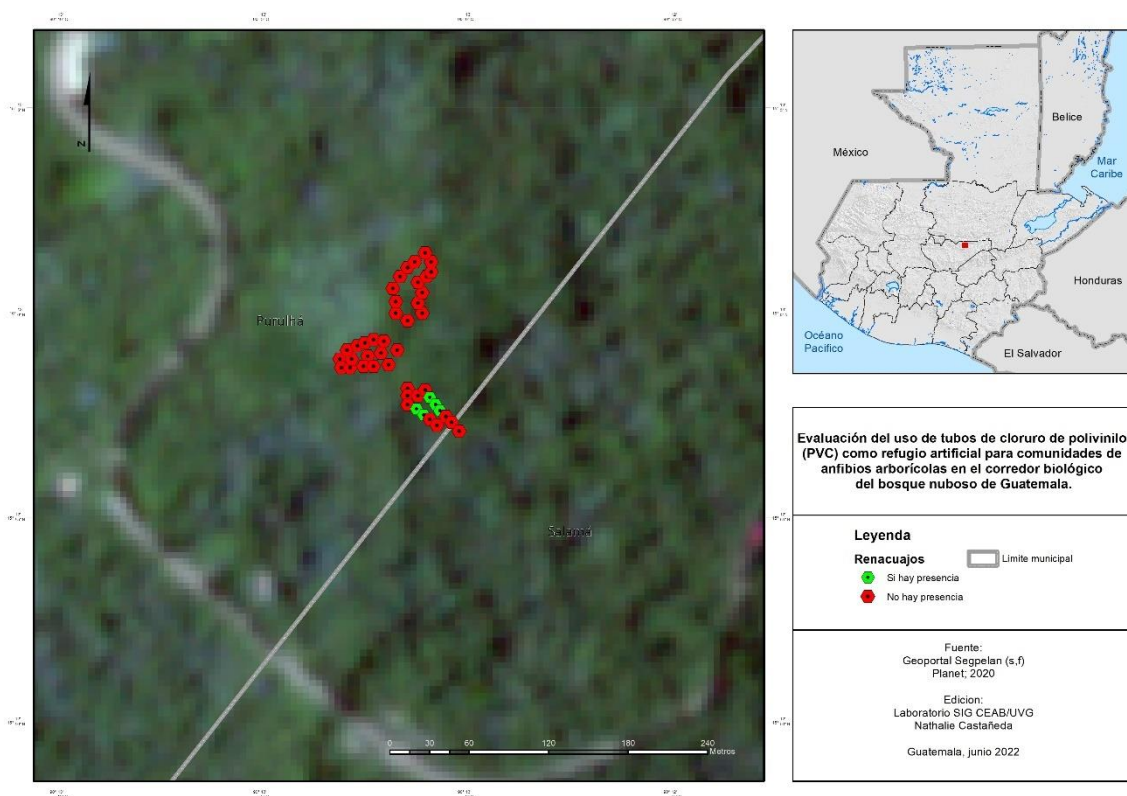 N
Purulhá
Salamá
0 30 60 120 180 240
Metros
México
Belice
Mar
Caribe
Honduras
El Salvador
Océano
Pacífico
Evaluación del uso de tubos de cloruro de polivinilo
(PVC) como refugio artificial para comunidades de
anfibios arborícolas en el corredor biológico
del bosque nuboso de Guatemala.
Leyenda
Renacuajos
Límite municipal
Si hay presencia
No hay presencia
Fuente:
Geoportal Segpelan (s,f)
Planet; 2020
Edicion:
Laboratorio SIG CEAB/UVG
Nathalie Castañeda
Guatemala, junio 2022